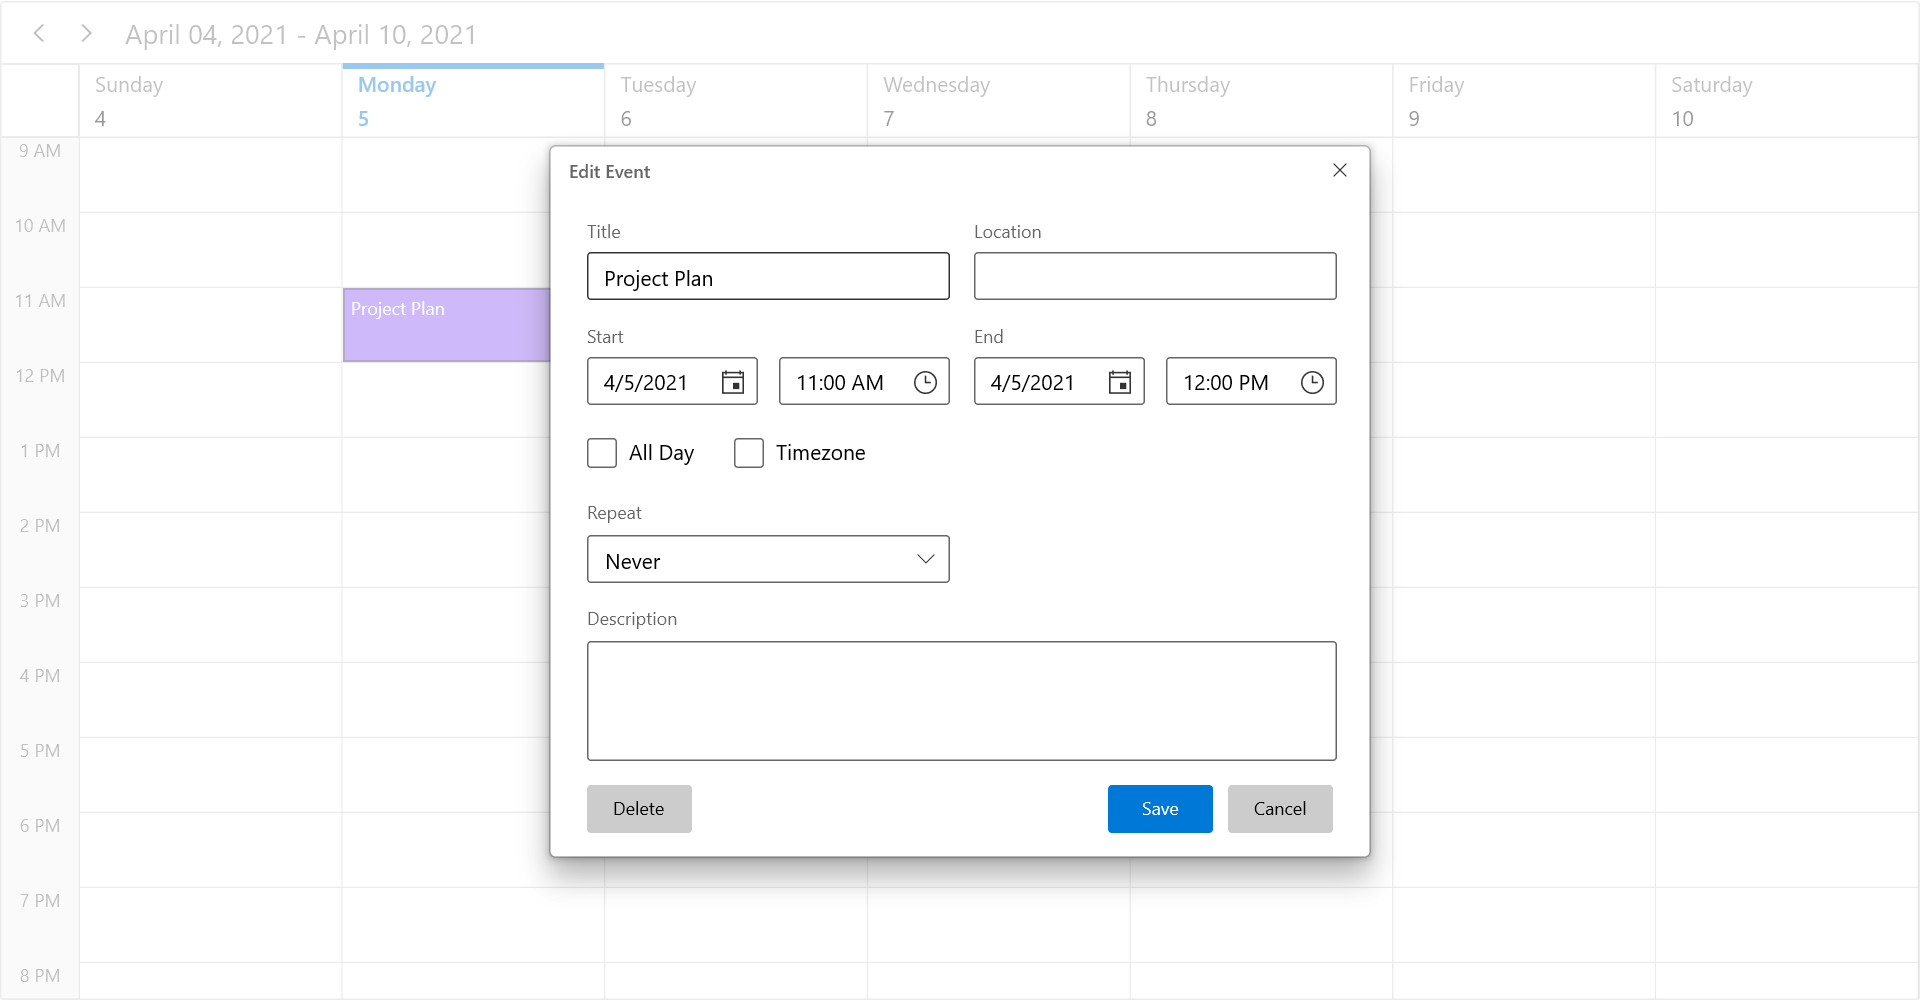 April 04, 2021 - April 10, 2021
Sunday Monday Tuesday Wednesday Thursday Friday Saturday
4 5 6 7 8 9 10
9 AM
10 AM
11 AM
12 PM
1 PM
2 PM
3 PM
4 PM
5 PM
6 PM
7 PM
8 PM
Project Plan
Edit Event
Title Location
Project Plan
Start End
4/5/2021 11:00 AM 4/5/2021 12:00 PM
All Day Timezone
Repeat
Never
Description
Delete Save Cancel